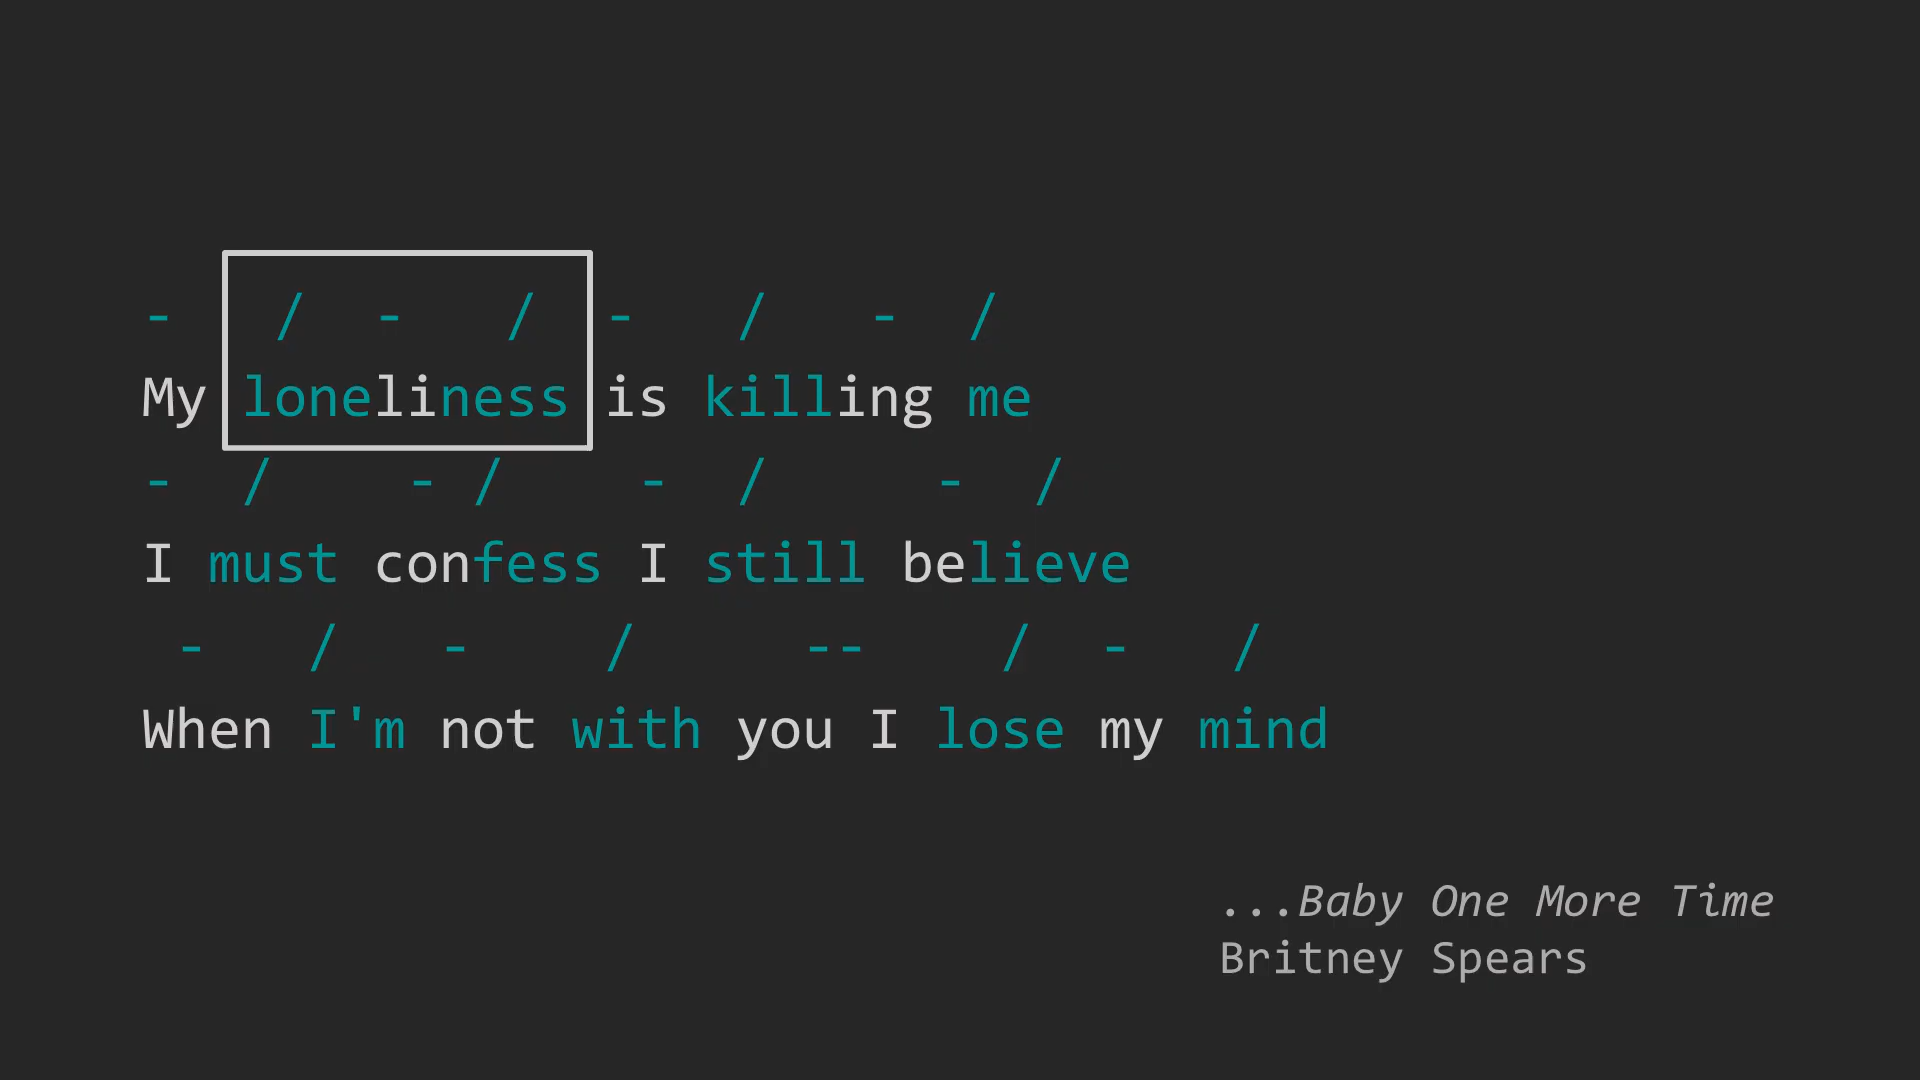 - / - / - / - /
My loneliness is killing me
- / - / - / - /
I must confess I still believe
- / - / -- / - /
When I'm not with you I lose my mind
...Baby One More Time
Britney Spears